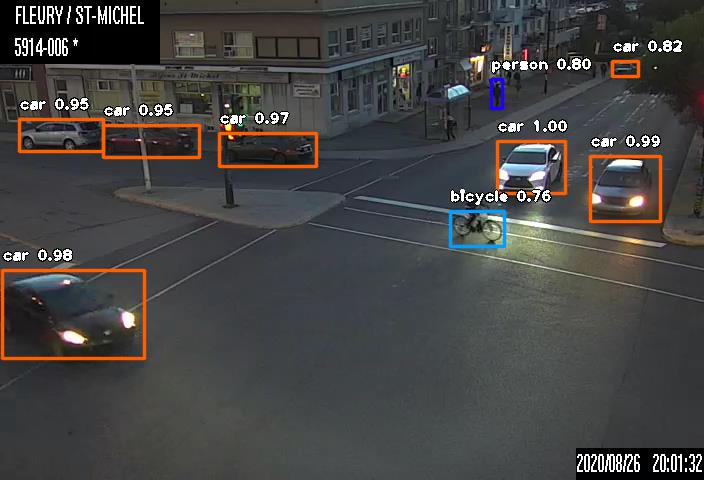 FLEURY / ST-MICHEL
5914-006 *
car 0.82
person 0.80
car 0.95
car 0.95
car 0.97
car 1.00
car 0.99
bicycle 0.76
car 0.98
2020/08/26 20:01:32